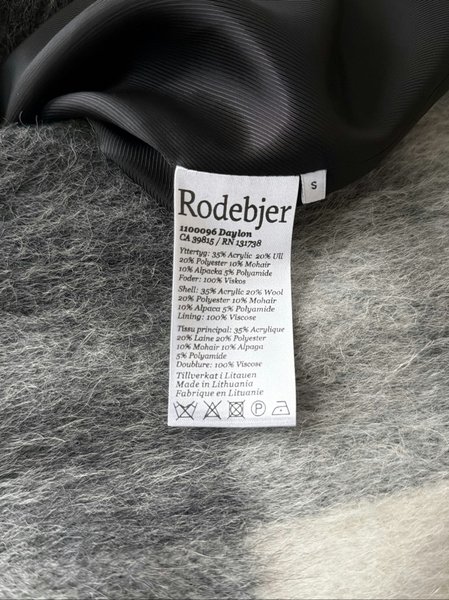 S
Rodebjer
1100096 Daylon
CA 39815 / RN 131738
Yttertyg: 35% Acrylic 20% Ull
20% Polyester 10% Mohair
10% Alpacka 5% Polyamide
Foder: 100% Viskos
Shell: 35% Acrylic 20% Wool
20% Polyester 10% Mohair
10% Alpaca 5% Polyamide
Lining: 100% Viscose
Tissu principal: 35% Acrylique
20% Laine 20% Polyester
10% Mohair 10% Alpaga
5% Polyamide
Doublure: 100% Viscose
Tillverkat i Litauen
Made in Lithuania
Fabrique en Lituanie
P